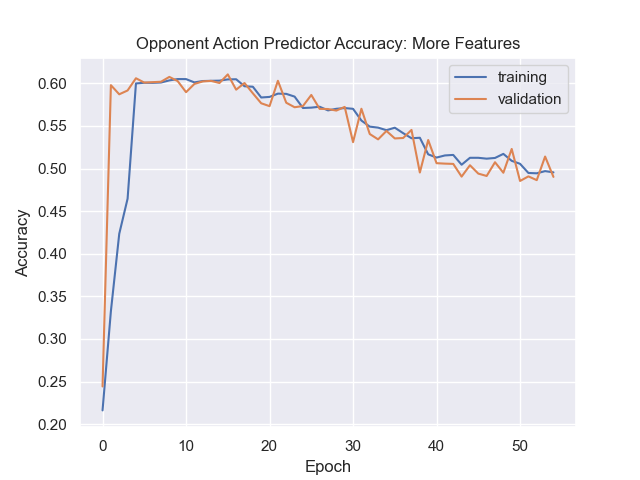 Opponent Action Predictor Accuracy: More Features
training
validation
Accuracy
0.60
0.55
0.50
0.45
0.40
0.35
0.30
0.25
0.20
0 10 20 30 40 50
Epoch